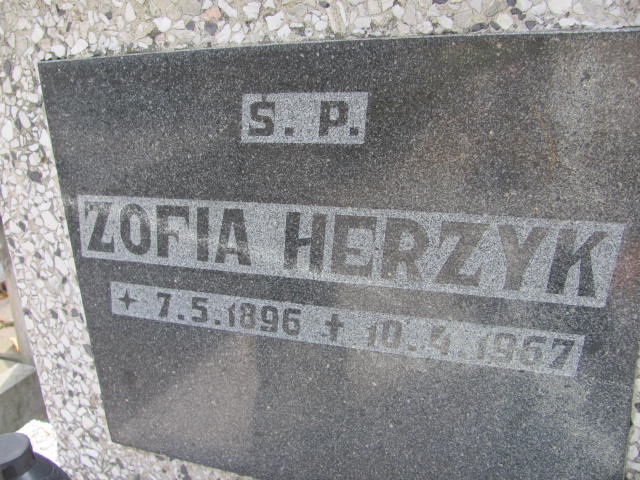 S. P.
ZOFIA HERZYK
7.5.1896 ✝ 10.4.1967